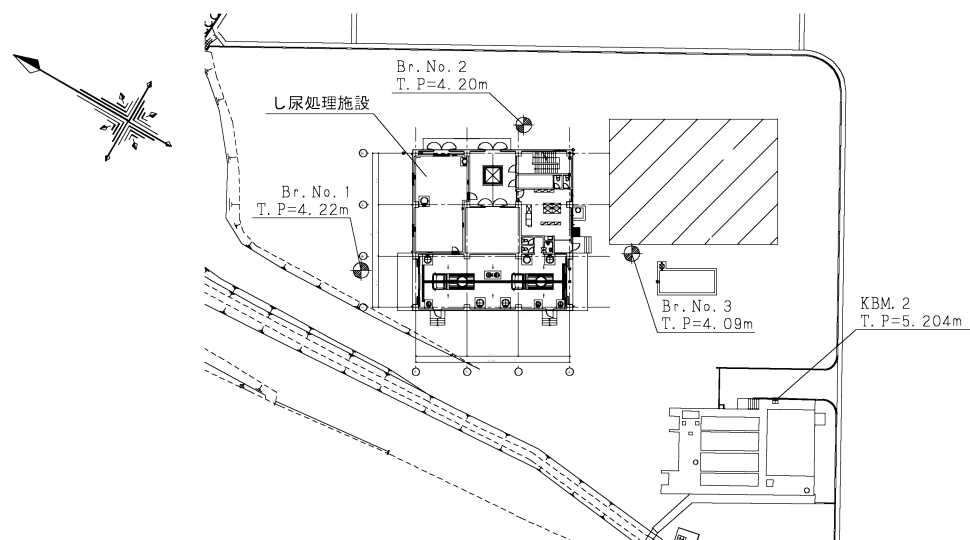 Br. No. 2
T. P=4. 20m
し尿処理施設
Br. No. 1
T. P=4. 22m
Br. No. 3
T. P=4. 09m
KBM. 2
T. P=5. 204m